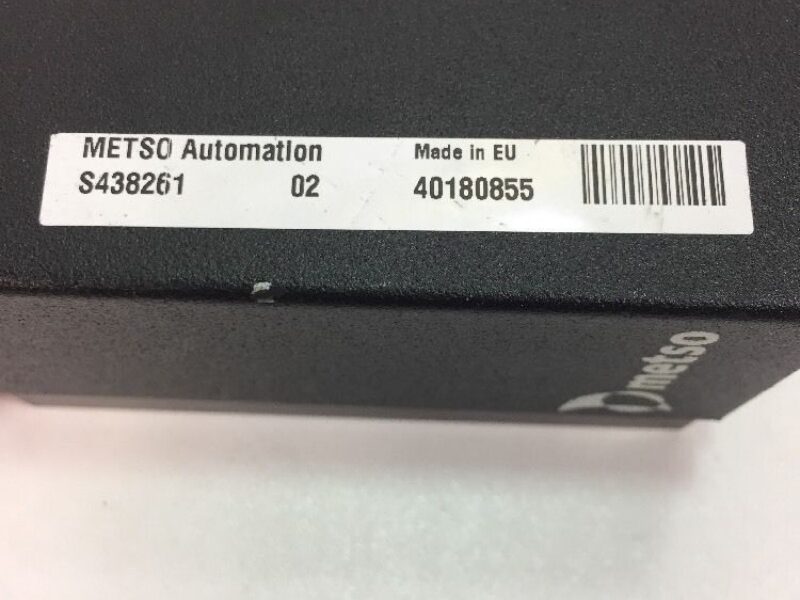 METSO Automation Made in EU
S438261 02 40180855
metso